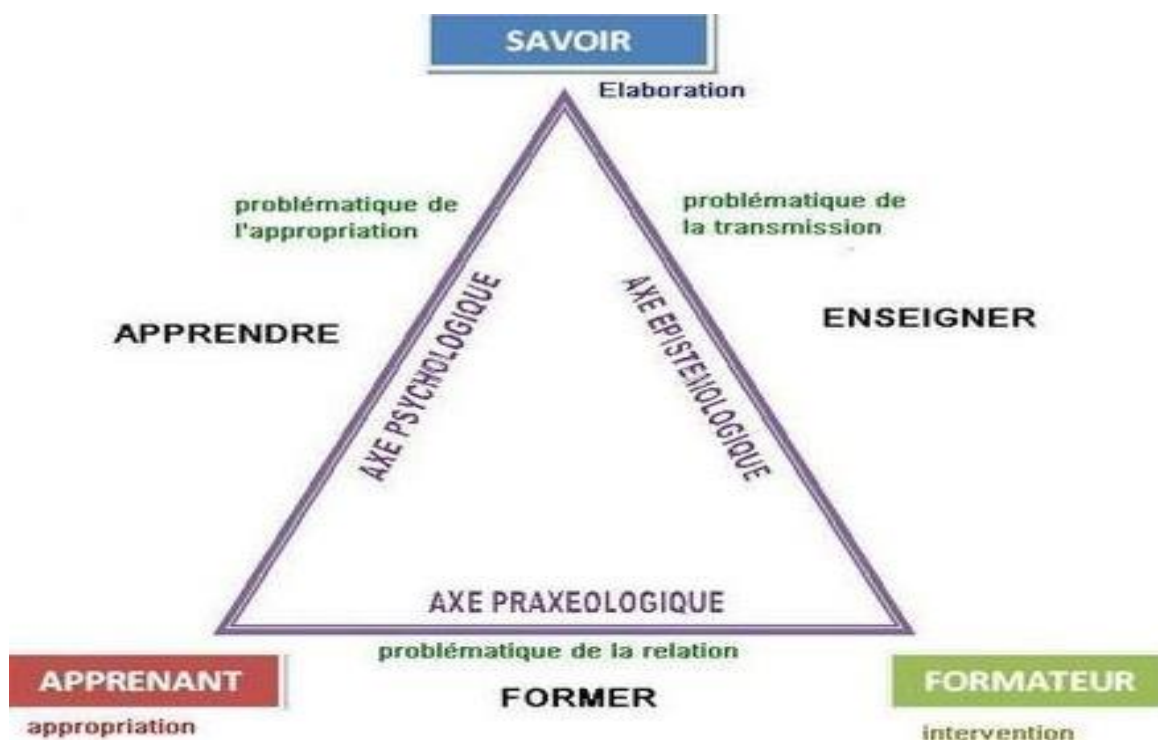 SAVOIR
Elaboration
problématique de
l'appropriation
problématique de
la transmission
APPRENDRE
ENSEIGNER
AXE PSYCHOLOGIQUE
AXE EPISTEMOLOGIQUE
AXE PRAXEOLOGIQUE
problématique de la relation
FORMER
APPRENANT
appropriation
FORMATEUR
intervention